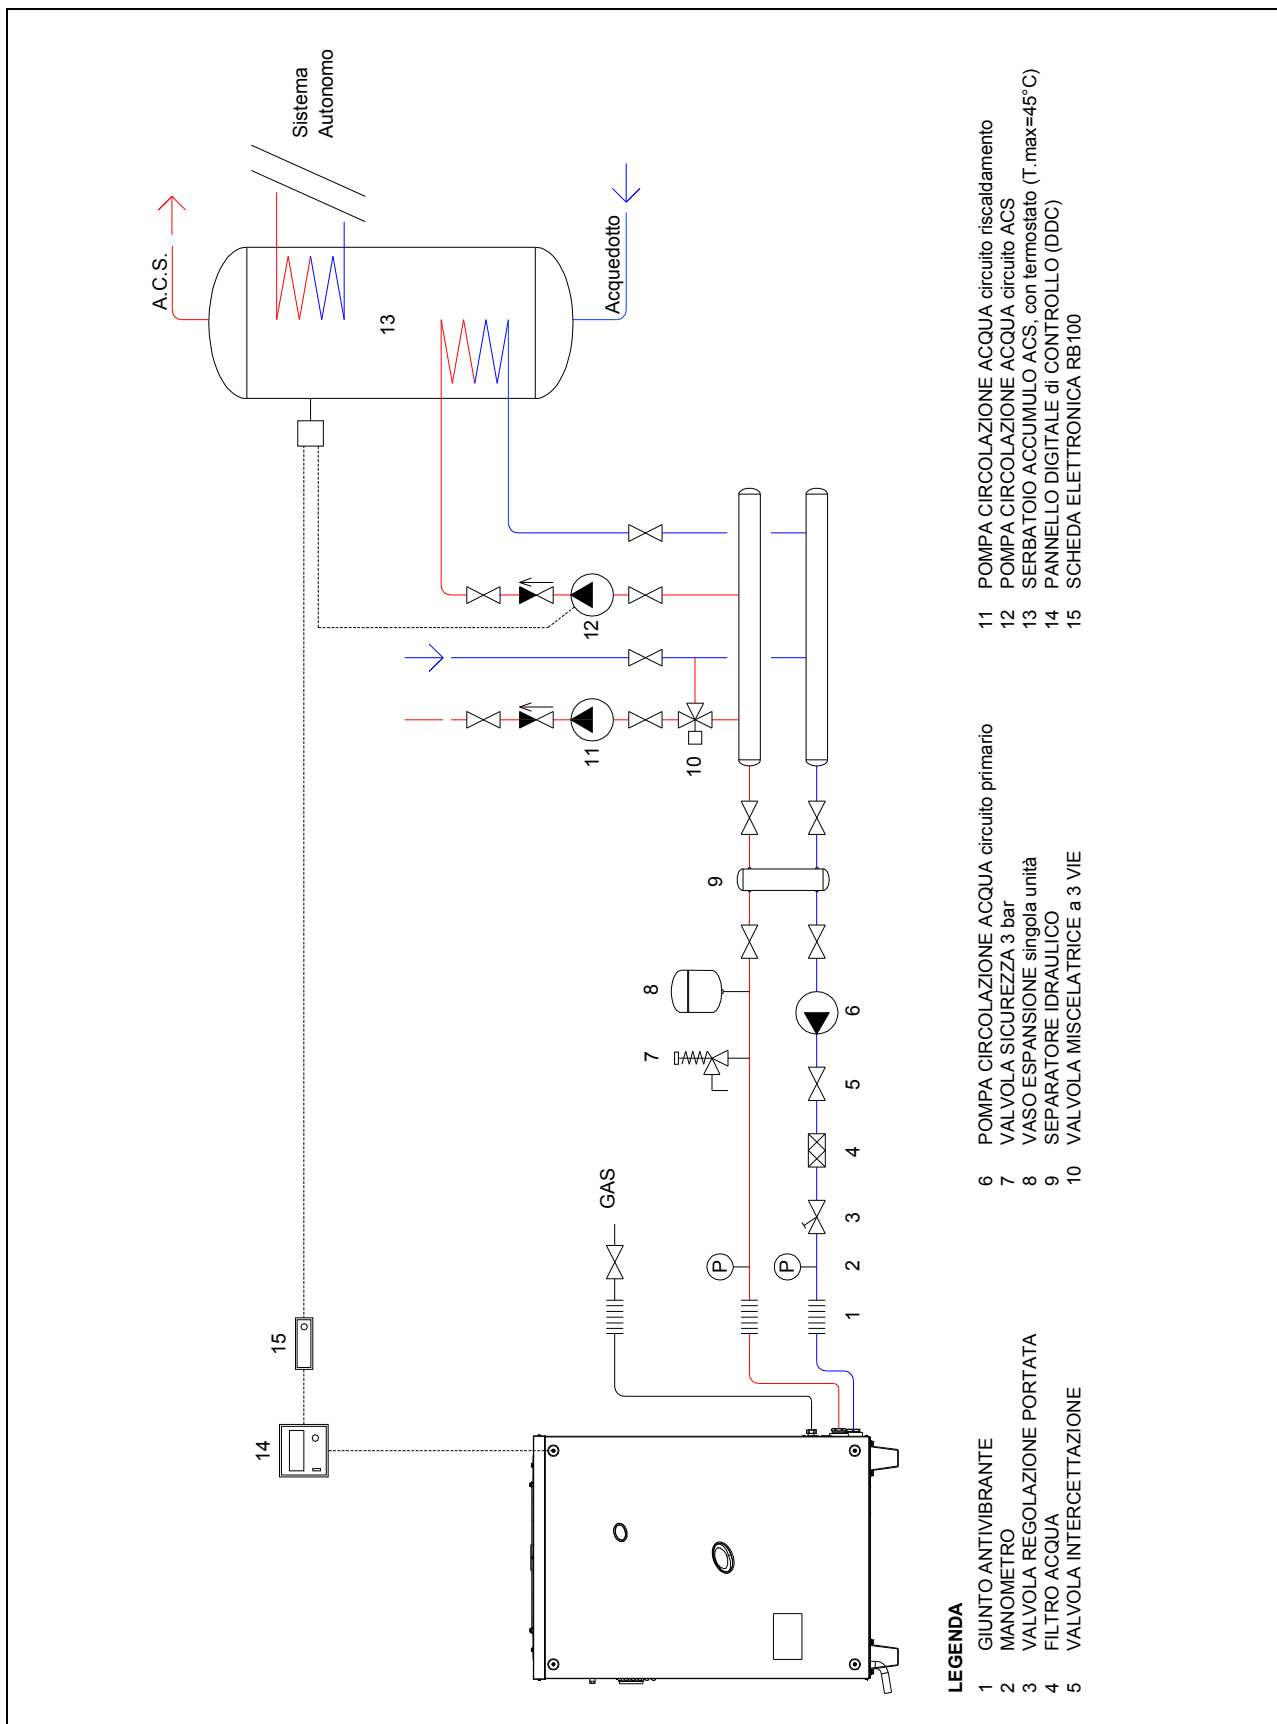 Sistema
Autonomo
A.C.S.
13
Acquedotto
12
11
10
9
8
7
6
5
4
3
2
1
P
P
GAS
15
14
LEGENDA
1 GIUNTO ANTIVIBRANTE
2 MANOMETRO
3 VALVOLA REGOLAZIONE PORTATA
4 FILTRO ACQUA
5 VALVOLA INTERCETTAZIONE
6 POMPA CIRCOLAZIONE ACQUA circuito primario
7 VALVOLA SICUREZZA 3 bar
8 VASO ESPANSIONE singola unità
9 SEPARATORE IDRAULICO
10 VALVOLA MISCELATRICE a 3 VIE
11 POMPA CIRCOLAZIONE ACQUA circuito riscaldamento
12 POMPA CIRCOLAZIONE ACQUA circuito ACS
13 SERBATOIO ACCUMULO ACS, con termostato (T.max=45°C)
14 PANNELLO DIGITALE di CONTROLLO (DDC)
15 SCHEDA ELETTRONICA RB100